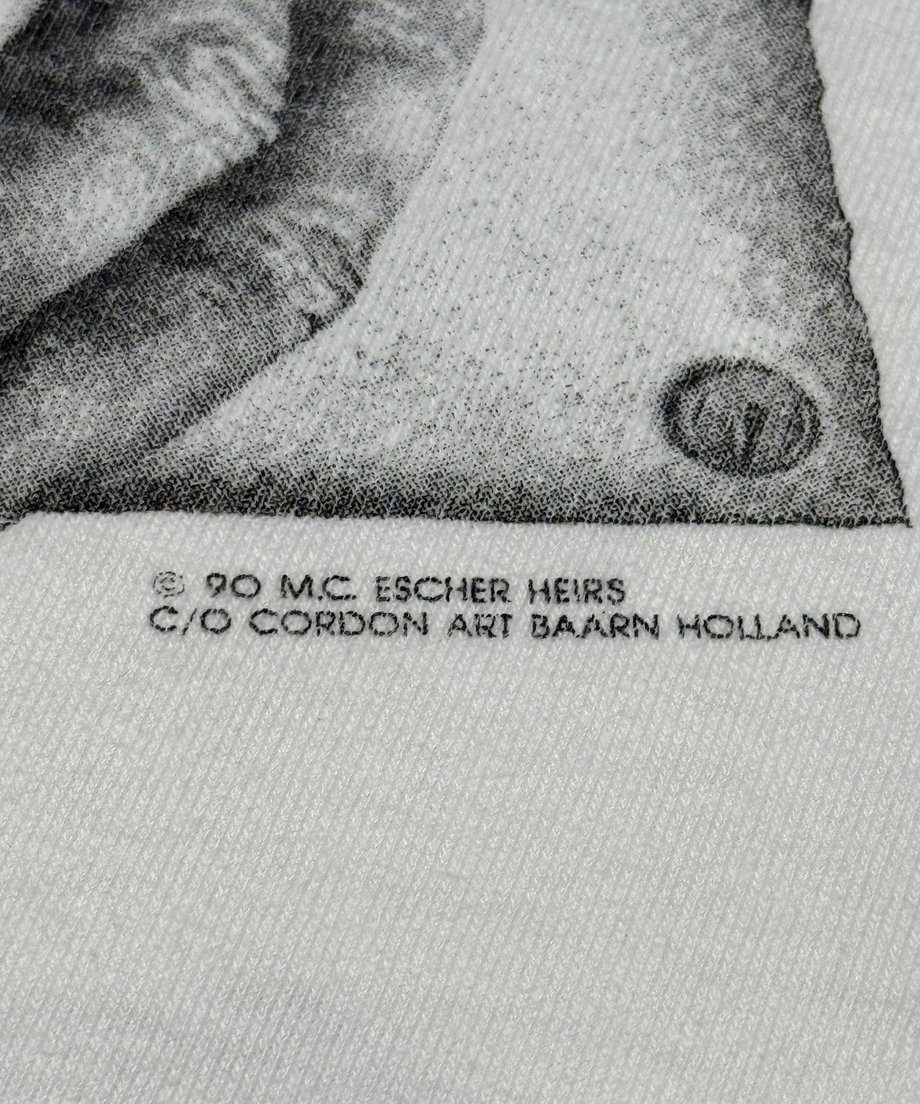 © 90 M.C. ESCHER HEIRS
C/O CORDON ART BAARN HOLLAND